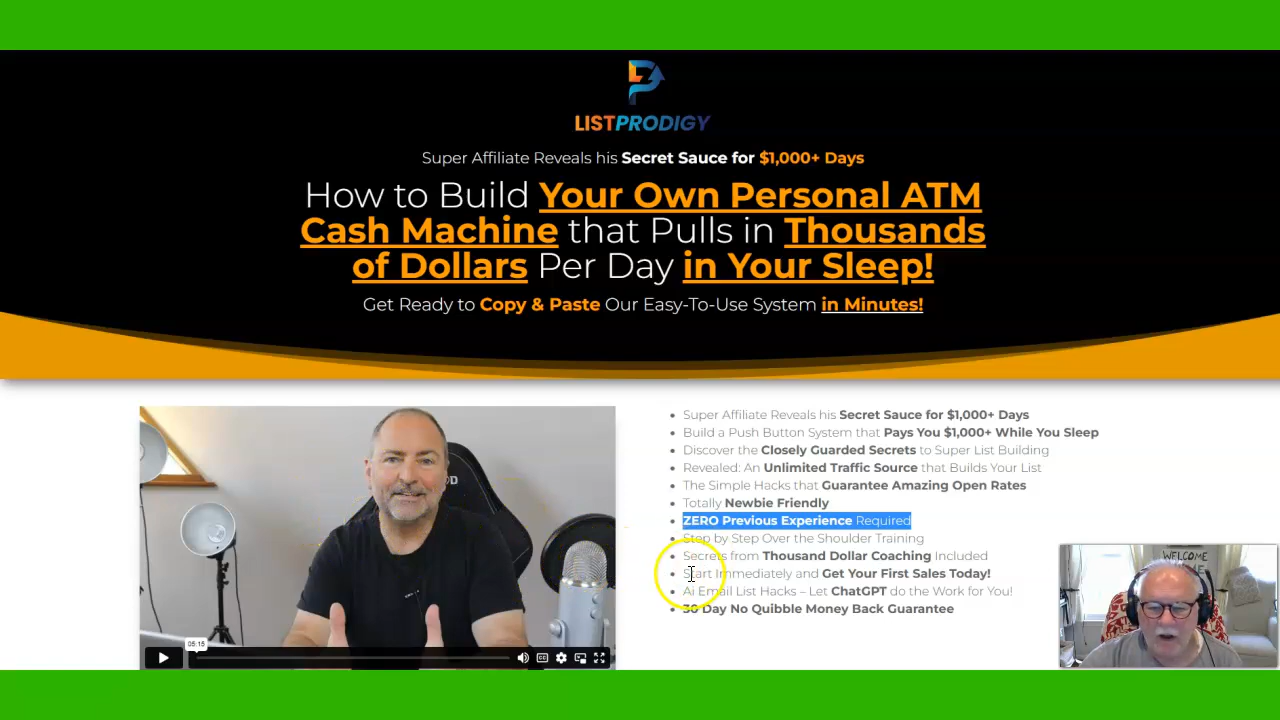 LISTPRODIGY
Super Affiliate Reveals his Secret Sauce for $1,000+ Days
How to Build Your Own Personal ATM
Cash Machine that Pulls in Thousands
of Dollars Per Day in Your Sleep!
Get Ready to Copy & Paste Our Easy-To-Use System in Minutes!
Super Affiliate Reveals his Secret Sauce for $1,000+ Days
Build a Push Button System that Pays You $1,000+ While You Sleep
Discover the Closely Guarded Secrets to Super List Building
Revealed: An Unlimited Traffic Source that Builds Your List
The Simple Hacks that Guarantee Amazing Open Rates
Totally Newbie Friendly
ZERO Previous Experience Required
Step by Step Over the Shoulder Training
Secrets from Thousand Dollar Coaching Included
Start Immediately and Get Your First Sales Today!
Ai Email List Hacks – Let ChatGPT do the Work for You!
30 Day No Quibble Money Back Guarantee
05:15
CC
WELCOME